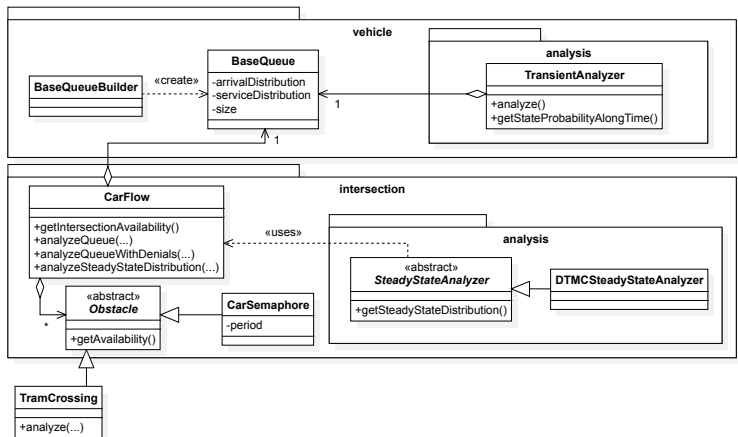 vehicle
analysis
BaseQueueBuilder
«create»
BaseQueue
-arrivalDistribution
-serviceDistribution
-size
1
TransientAnalyzer
+analyze()
+getStateProbabilityAlongTime()
1
intersection
CarFlow
+getIntersectionAvailability()
+analyzeQueue(...)
+analyzeQueueWithDenials(...)
+analyzeSteadyStateDistribution(...)
«uses»
analysis
«abstract»
SteadyStateAnalyzer
+getSteadyStateDistribution()
DTMCSteadyStateAnalyzer
*
«abstract»
Obstacle
+getAvailability()
CarSemaphore
-period
TramCrossing
+analyze(...)